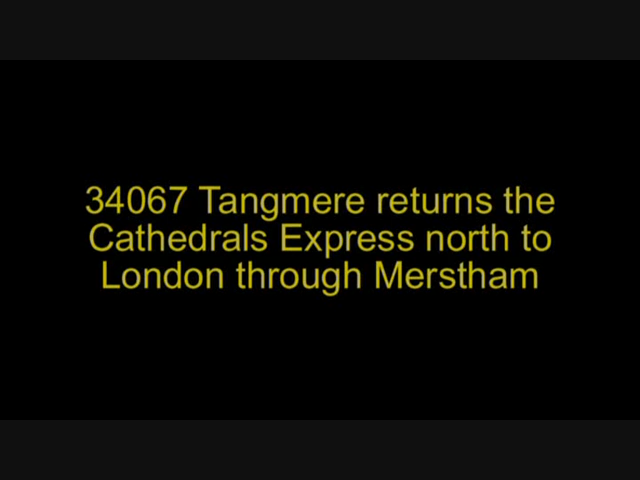 34067 Tangmere returns the
Cathedrals Express north to
London through Merstham